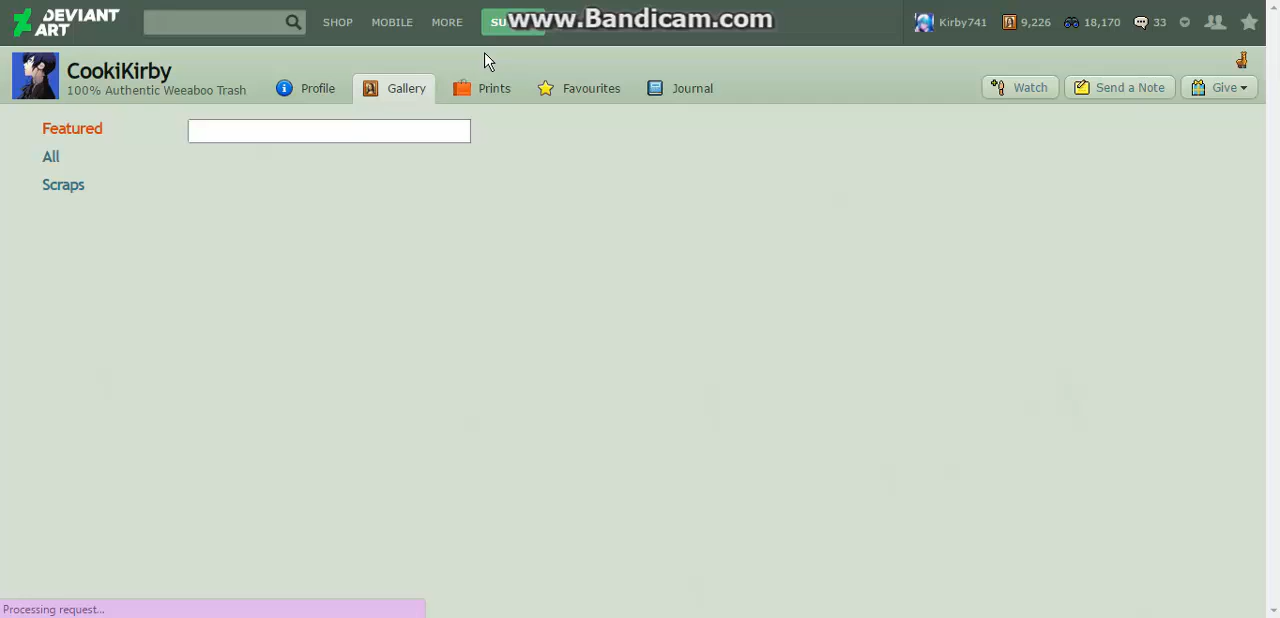 DEVIANT ART SHOP MOBILE MORE SU www.Bandicam.com Kirby741 9,226 18,170 33
CookiKirby
100% Authentic Weeaboo Trash
Profile Gallery Prints Favourites Journal Watch Send a Note Give
Featured
All
Scraps
Processing request...